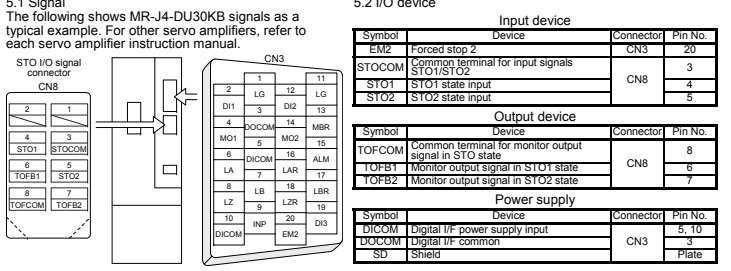 5.1 Signal
The following shows MR-J4-DU30KB signals as a
typical example. For other servo amplifiers, refer to
each servo amplifier instruction manual.
STO I/O signal
connector
CN8
2 1
4 3
STO1 STOCOM
6 5
TOFB1 STO2
8 7
TOFCOM TOFB2
CN3
1 11
2 LG 12 LG
DI1 3 DI2 13
4 DOCOM 14 MBR
MO1 5 MO2 15
6 DICOM 16 ALM
LA 7 LAR 17
8 LB 18 LBR
LZ 9 LZR 19
10 INP 20 DI3
DICOM EM2
5.2 I/O device
Input device
Symbol Device Connector Pin No.
EM2 Forced stop 2 CN3 20
STOCOM Common terminal for input signals
STO1/STO2 CN8 3
STO1 STO1 state input 4
STO2 STO2 state input 5
Output device
Symbol Device Connector Pin No.
TOFCOM Common terminal for monitor output
signal in STO state CN8 8
TOFB1 Monitor output signal in STO1 state 6
TOFB2 Monitor output signal in STO2 state 7
Power supply
Symbol Device Connector Pin No.
DICOM Digital I/F power supply input CN3 5, 10
DOCOM Digital I/F common 3
SD Shield Plate